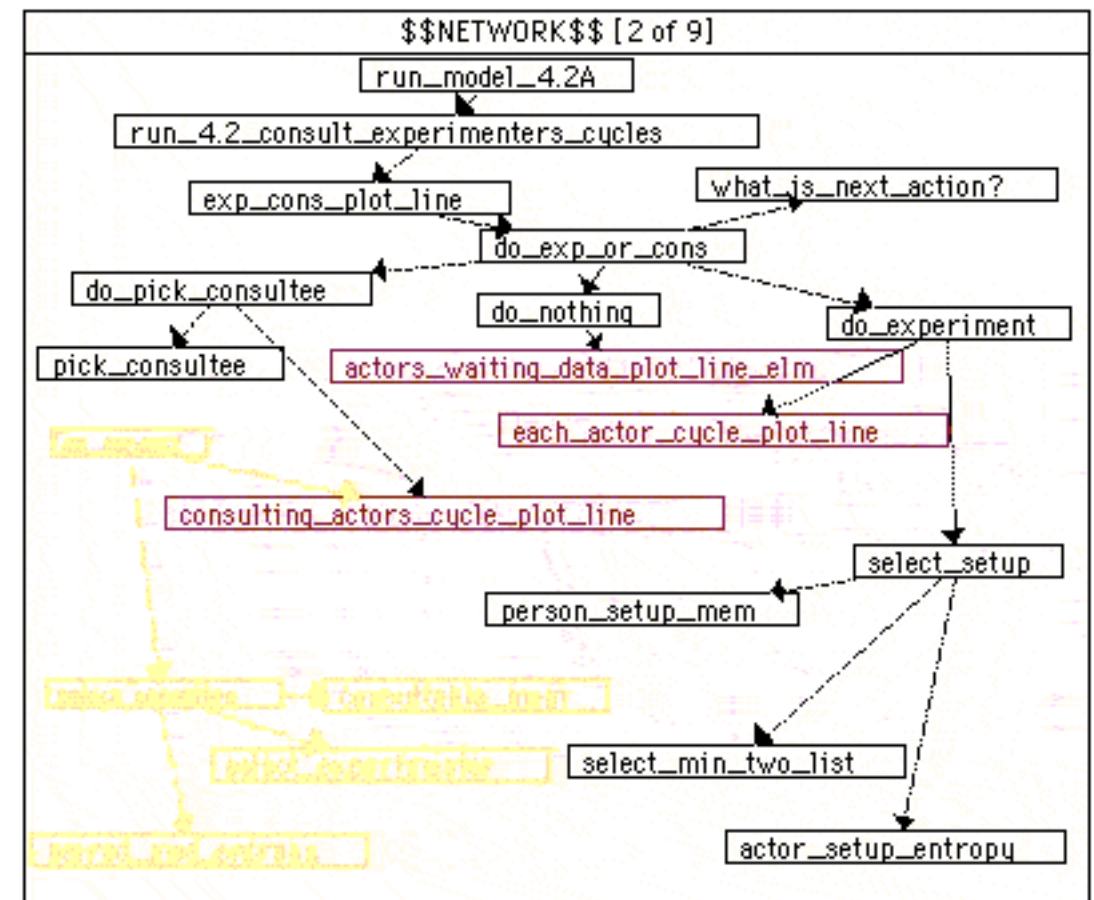 $$NETWORK$$ [2 of 9]
run_model_4.2A
run_4.2_consult_experimenters_cycles
what_is_next_action?
exp_cons_plot_line
do_exp_or_cons
do_pick_consultee
do_nothing
do_experiment
pick_consultee
actors_waiting_data_plot_line_elm
each_actor_cycle_plot_line
consulting_actors_cycle_plot_line
select_setup
person_setup_mem
select_min_two_list
actor_setup_entropy